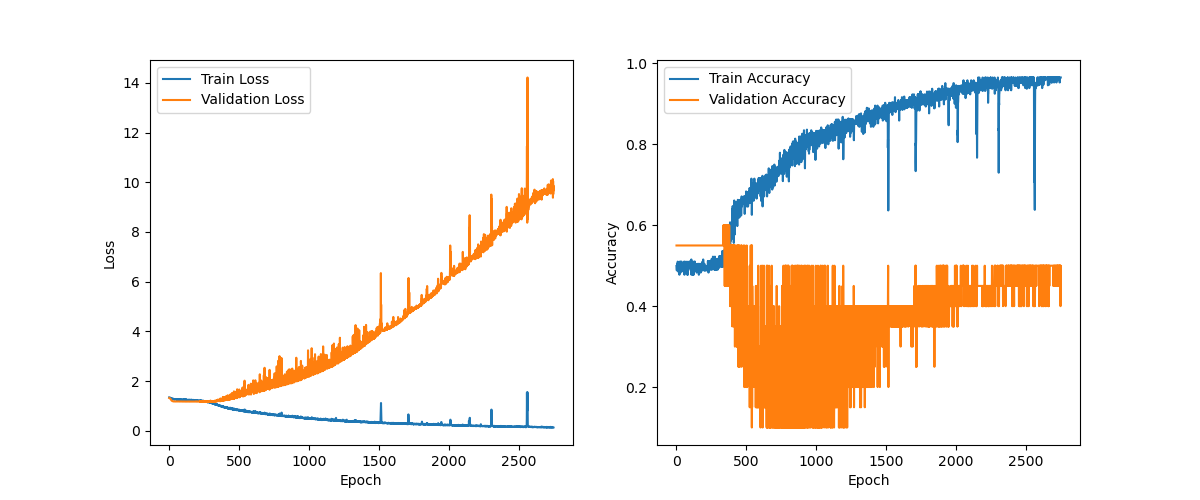 Train Loss
Validation Loss
14
12
10
8
6
4
2
0
Loss
0 500 1000 1500 2000 2500
Epoch
Train Accuracy
Validation Accuracy
1.0
0.8
0.6
0.4
0.2
Accuracy
0 500 1000 1500 2000 2500
Epoch